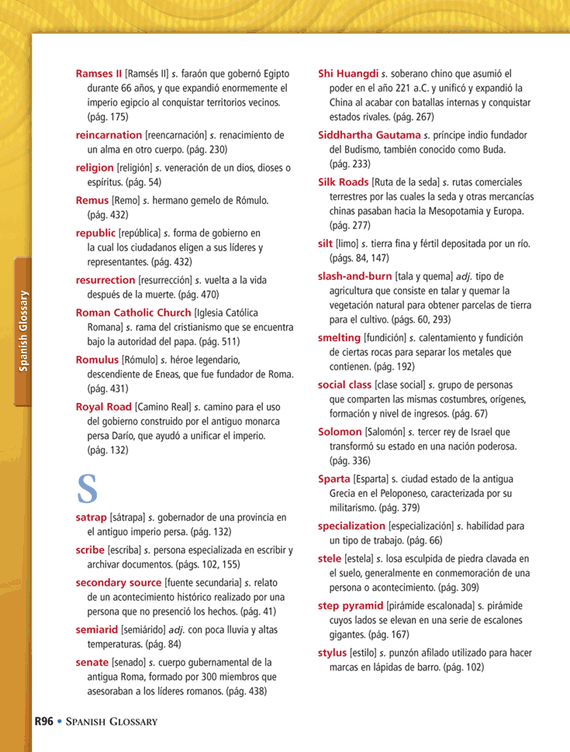 Ramses II [Ramsés II] s. faraón que gobernó Egipto
durante 66 años, y que expandió enormemente el
imperio egipcio al conquistar territorios vecinos.
(pág. 175)
reincarnation [reencarnación] s. renacimiento de
un alma en otro cuerpo. (pág. 230)
religion [religión] s. veneración de un dios, dioses o
espíritus. (pág. 54)
Remus [Remo] s. hermano gemelo de Rómulo.
(pág. 432)
republic [república] s. forma de gobierno en
la cual los ciudadanos eligen a sus líderes y
representantes. (pág. 432)
resurrection [resurrección] s. vuelta a la vida
después de la muerte. (pág. 470)
Roman Catholic Church [Iglesia Católica
Romana] s. rama del cristianismo que se encuentra
bajo la autoridad del papa. (pág. 511)
Romulus [Rómulo] s. héroe legendario,
descendiente de Eneas, que fue fundador de Roma.
(pág. 431)
Royal Road [Camino Real] s. camino para el uso
del gobierno construido por el antiguo monarca
persa Darío, que ayudó a unificar el imperio.
(pág. 132)
S
satrap [sátrapa] s. gobernador de una provincia en
el antiguo imperio persa. (pág. 132)
scribe [escriba] s. persona especializada en escribir y
archivar documentos. (págs. 102, 155)
secondary source [fuente secundaria] s. relato
de un acontecimiento histórico realizado por una
persona que no presenció los hechos. (pág. 41)
semiarid [semiárido] adj. con poca lluvia y altas
temperaturas. (pág. 84)
senate [senado] s. cuerpo gubernamental de la
antigua Roma, formado por 300 miembros que
asesoraban a los líderes romanos. (pág. 438)
Shi Huangdi s. soberano chino que asumió el
poder en el año 221 a.C. y unificó y expandió la
China al acabar con batallas internas y conquistar
estados rivales. (pág. 267)
Siddhartha Gautama s. príncipe indio fundador
del Budismo, también conocido como Buda.
(pág. 233)
Silk Roads [Ruta de la seda] s. rutas comerciales
terrestres por las cuales la seda y otras mercancías
chinas pasaban hacia la Mesopotamia y Europa.
(pág. 277)
silt [limo] s. tierra fina y fértil depositada por un río.
(págs. 84, 147)
slash-and-burn [tala y quema] adj. tipo de
agricultura que consiste en talar y quemar la
vegetación natural para obtener parcelas de tierra
para el cultivo. (págs. 60, 293)
smelting [fundición] s. calentamiento y fundición
de ciertas rocas para separar los metales que
contienen. (pág. 192)
social class [clase social] s. grupo de personas
que comparten las mismas costumbres, orígenes,
formación y nivel de ingresos. (pág. 67)
Solomon [Salomón] s. tercer rey de Israel que
transformó su estado en una nación poderosa.
(pág. 336)
Sparta [Esparta] s. ciudad estado de la antigua
Grecia en el Peloponeso, caracterizada por su
militarismo. (pág. 379)
specialization [especialización] s. habilidad para
un tipo de trabajo. (pág. 66)
stele [estela] s. losa esculpida de piedra clavada en
el suelo, generalmente en conmemoración de una
persona o acontecimiento. (pág. 309)
step pyramid [pirámide escalonada] s. pirámide
cuyos lados se elevan en una serie de escalones
gigantes. (pág. 167)
stylus [estilo] s. punzón afilado utilizado para hacer
marcas en lápidas de barro. (pág. 102)
Spanish Glossary
R96 • SPANISH GLOSSARY